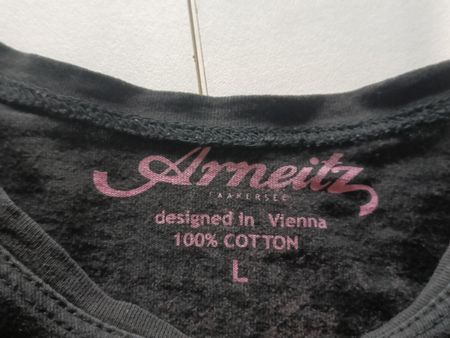 Arneitz
FAAKERSEE
designed in Vienna
100% COTTON
L